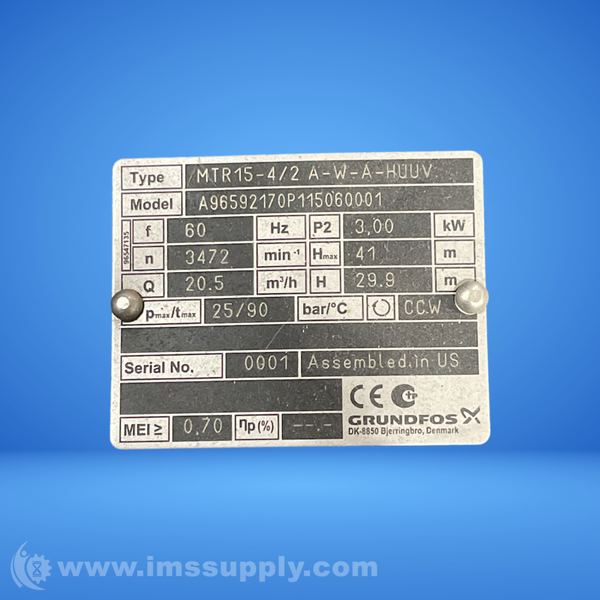 Type MTR15-4/2 A-W-A-HUUV
Model A96592170P115060001
96547135
f 60 Hz P2 3,00 kW
n 3472 min⁻¹ Hmax 41 m
Q 20.5 m³/h H 29.9 m
pmax/tmax 25/90 bar/°C CCW
Serial No. 0001 Assembled.in US
CE
GRUNDFOS X
MEI ≥ 0,70 ηp (%) --.-
DK-8850 Bjerringbro, Denmark
www.imssupply.com